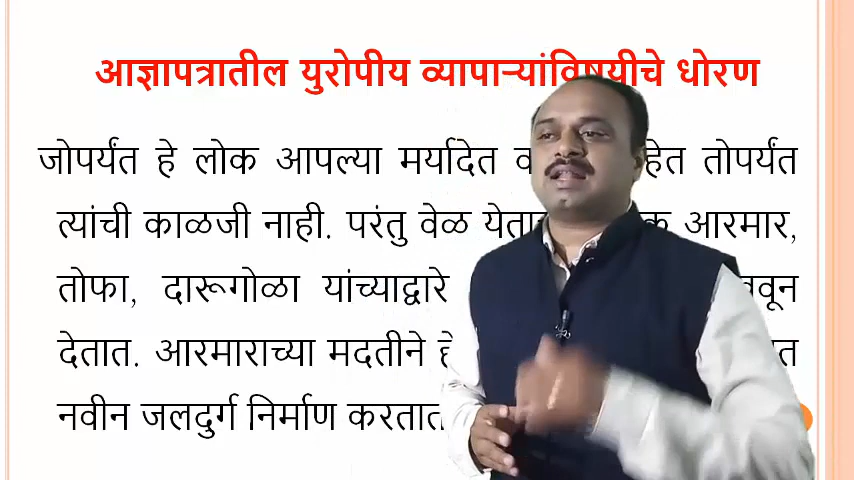 आज्ञापत्रातील युरोपीय व्यापाऱ्यांविषयीचे धोरण
जोपर्यंत हे लोक आपल्या मर्यादेत तोपर्यंत
त्यांची काळजी नाही. परंतु वेळ आरमार,
तोफा, दारूगोळा यांच्याद्वारे
देतात. आरमाराच्या मदतीने
नवीन जलदुर्ग निर्माण करतात